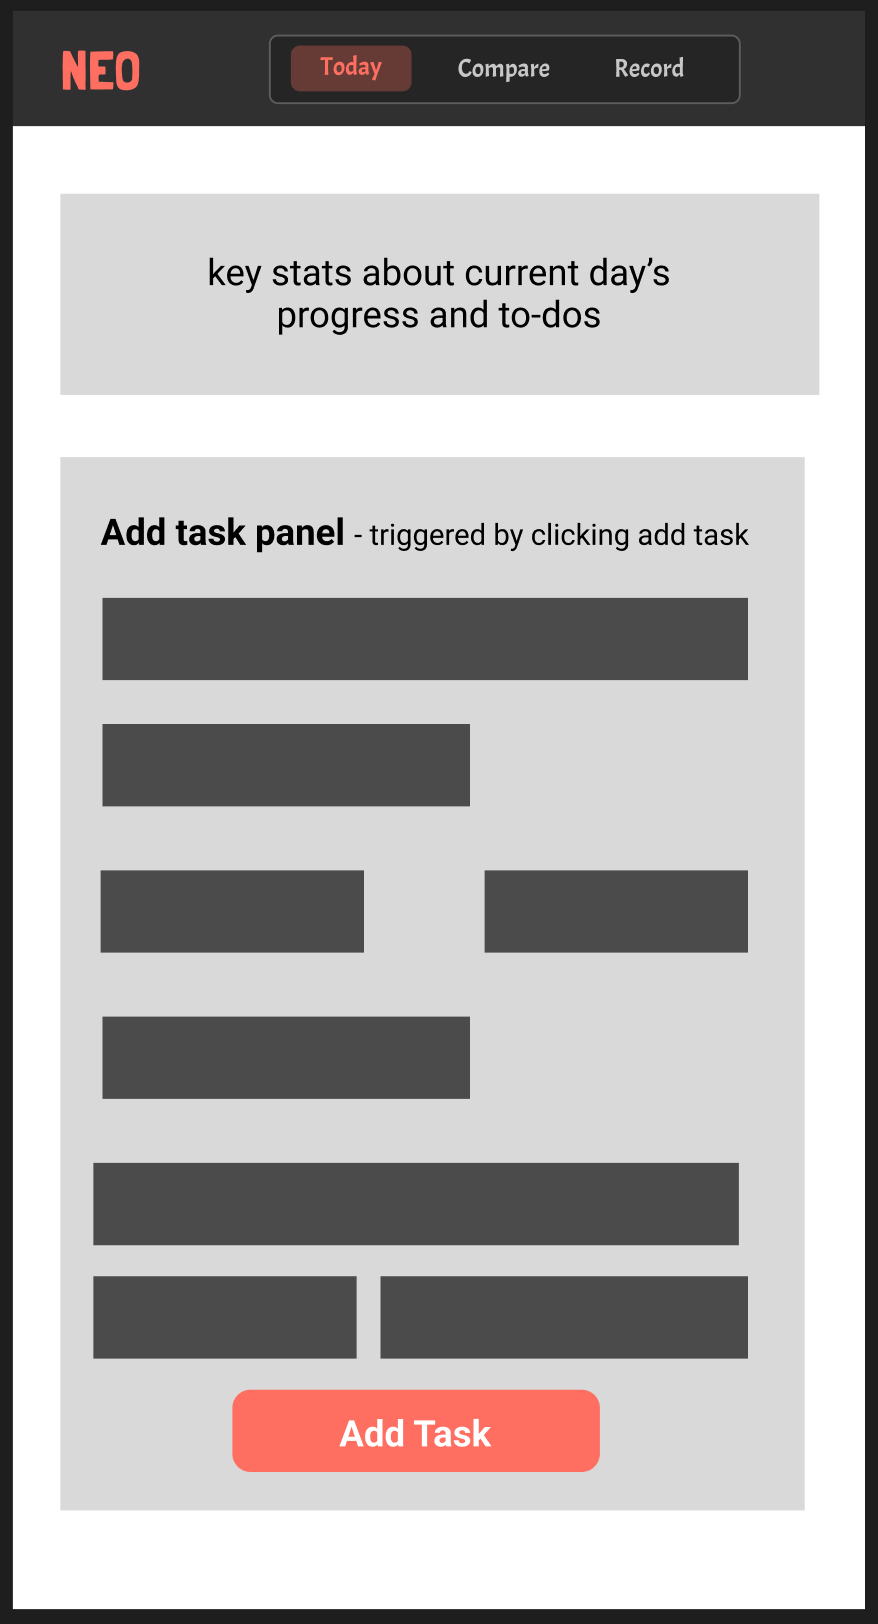 NEO
Today Compare Record
key stats about current day’s
progress and to-dos
Add task panel - triggered by clicking add task
Add Task